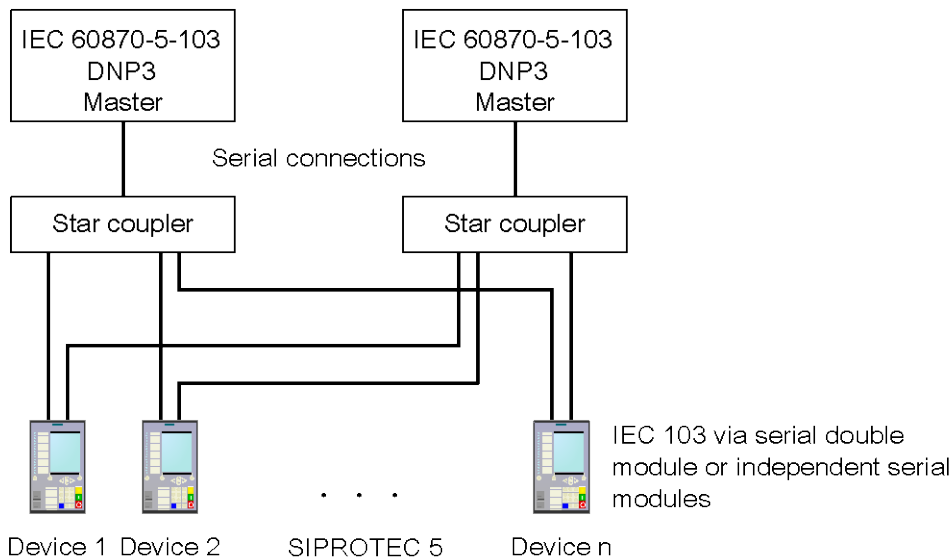 IEC 60870-5-103
DNP3
Master
IEC 60870-5-103
DNP3
Master
Serial connections
Star coupler
Star coupler
IEC 103 via serial double
module or independent serial
modules
. . .
Device 1
Device 2
SIPROTEC 5
Device n